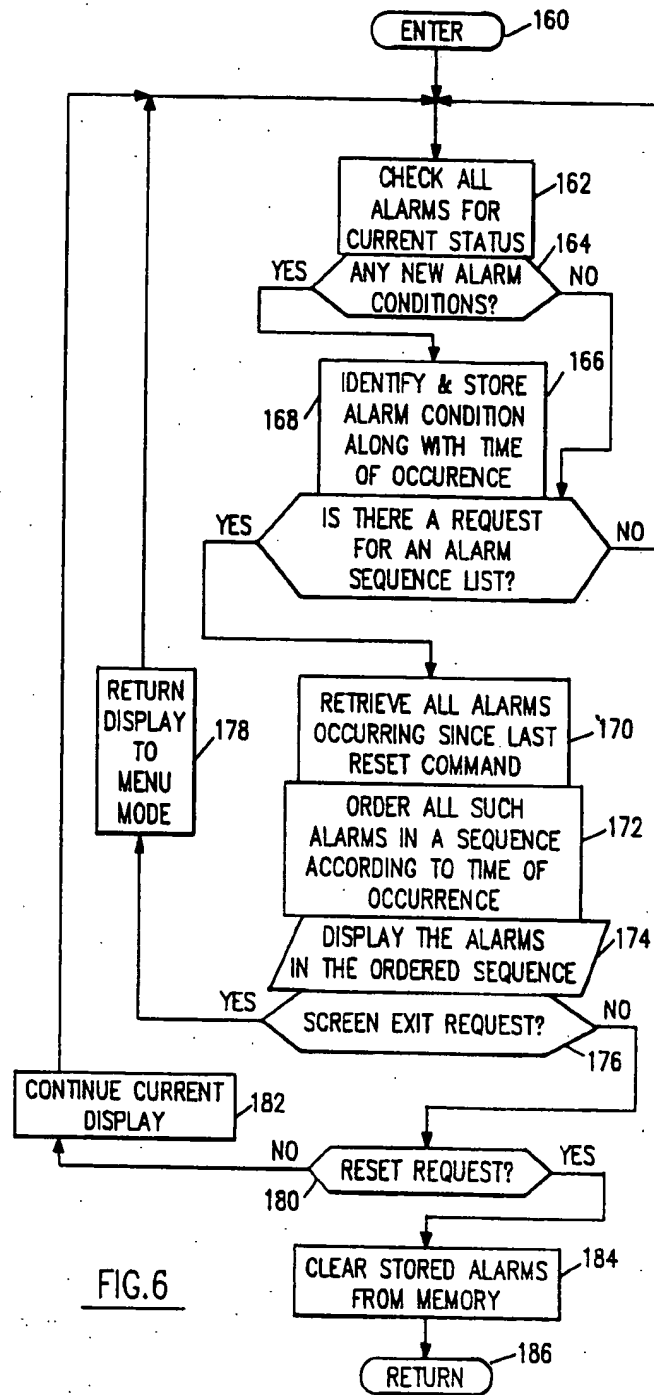 ENTER
160
CHECK ALL
ALARMS FOR
CURRENT STATUS
162
164
YES
ANY NEW ALARM
CONDITIONS?
NO
166
168
IDENTIFY & STORE
ALARM CONDITION
ALONG WITH TIME
OF OCCURENCE
YES
IS THERE A REQUEST
FOR AN ALARM
SEQUENCE LIST?
NO
RETURN
DISPLAY
TO
MENU
MODE
178
RETRIEVE ALL ALARMS
OCCURRING SINCE LAST
RESET COMMAND
170
ORDER ALL SUCH
ALARMS IN A SEQUENCE
ACCORDING TO TIME OF
OCCURRENCE
172
DISPLAY THE ALARMS
IN THE ORDERED SEQUENCE
174
YES
SCREEN EXIT REQUEST?
NO
176
CONTINUE CURRENT
DISPLAY
182
NO
RESET REQUEST?
YES
180
CLEAR STORED ALARMS
FROM MEMORY
184
FIG.6
RETURN
186